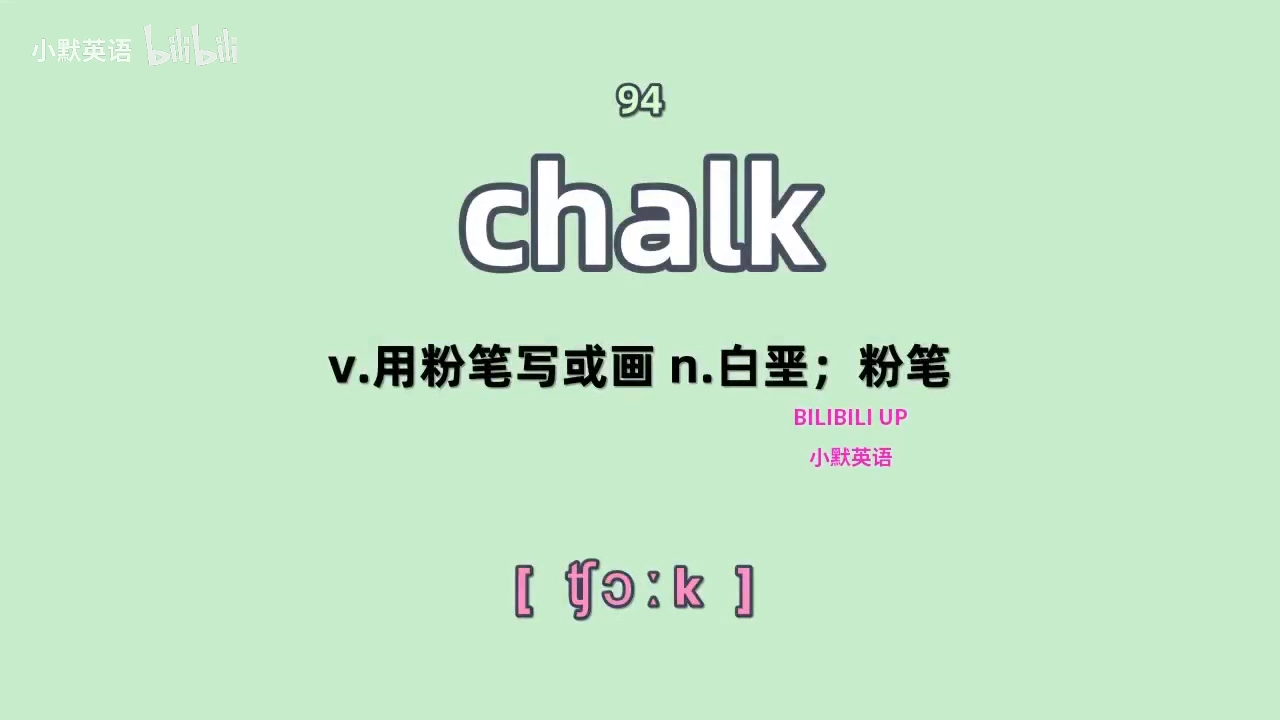 小默英语 bilibili
94
chalk
v.用粉笔写或画 n.白垩；粉笔
BILIBILI UP
小默英语
[ ʧɔːk ]